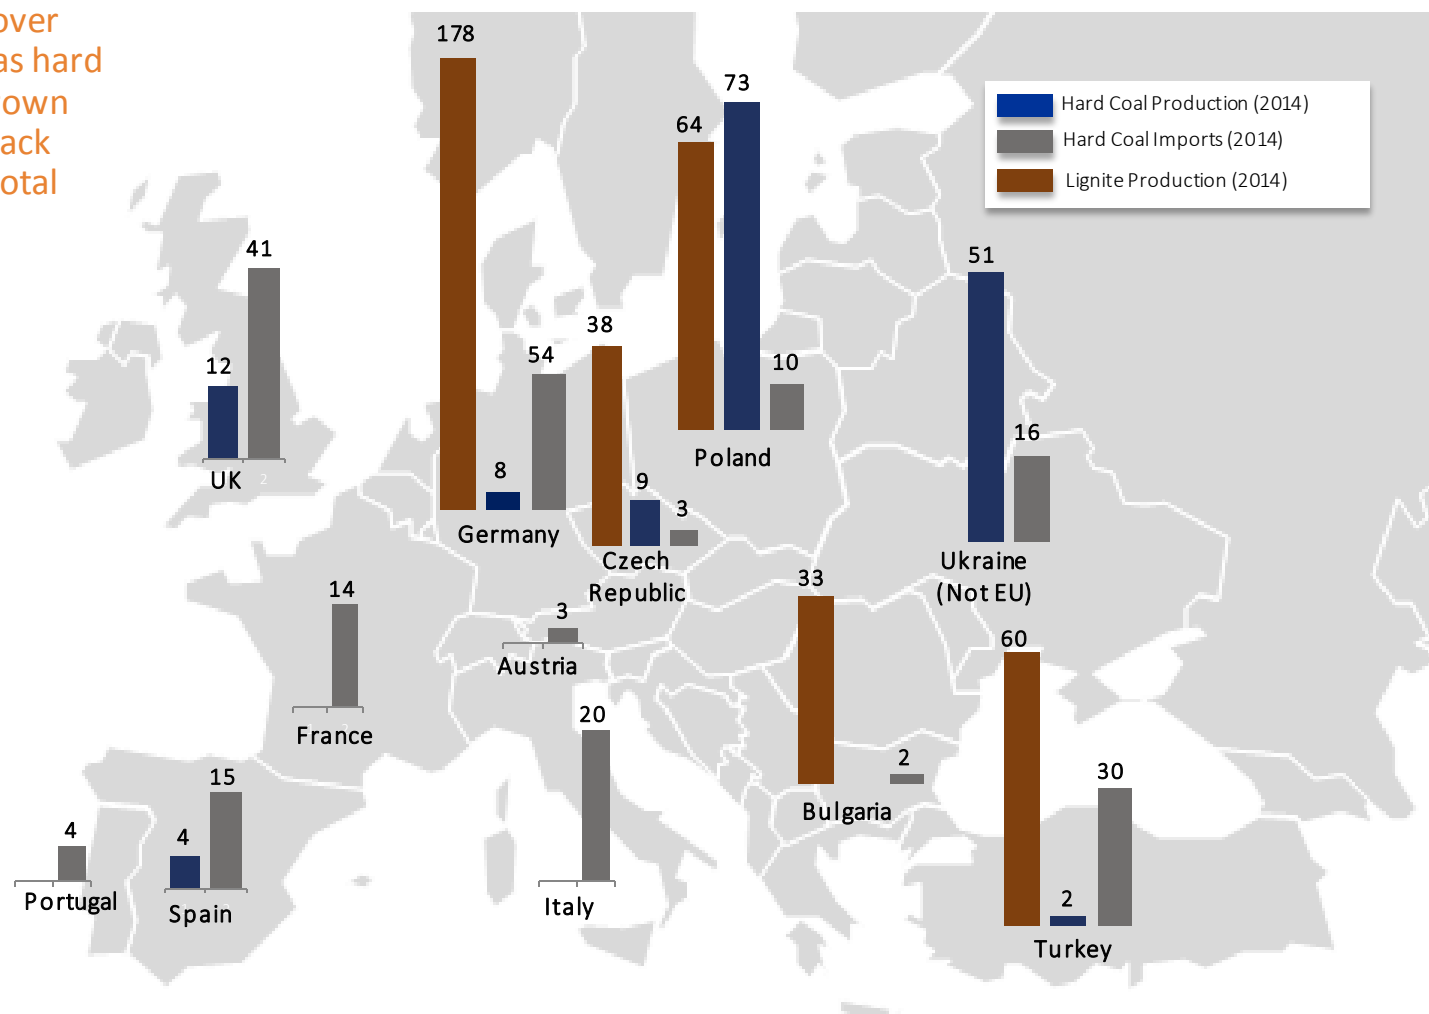 over
as hard
rown
ack
otal
178
73
64
Hard Coal Production (2014)
Hard Coal Imports (2014)
Lignite Production (2014)
41
12
UK
2
38
54
8
Germany
9
3
Czech
Republic
10
Poland
51
16
Ukraine
(Not EU)
14
France
3
Austria
33
2
Bulgaria
60
2
30
Turkey
20
Italy
15
4
Spain
4
Portugal